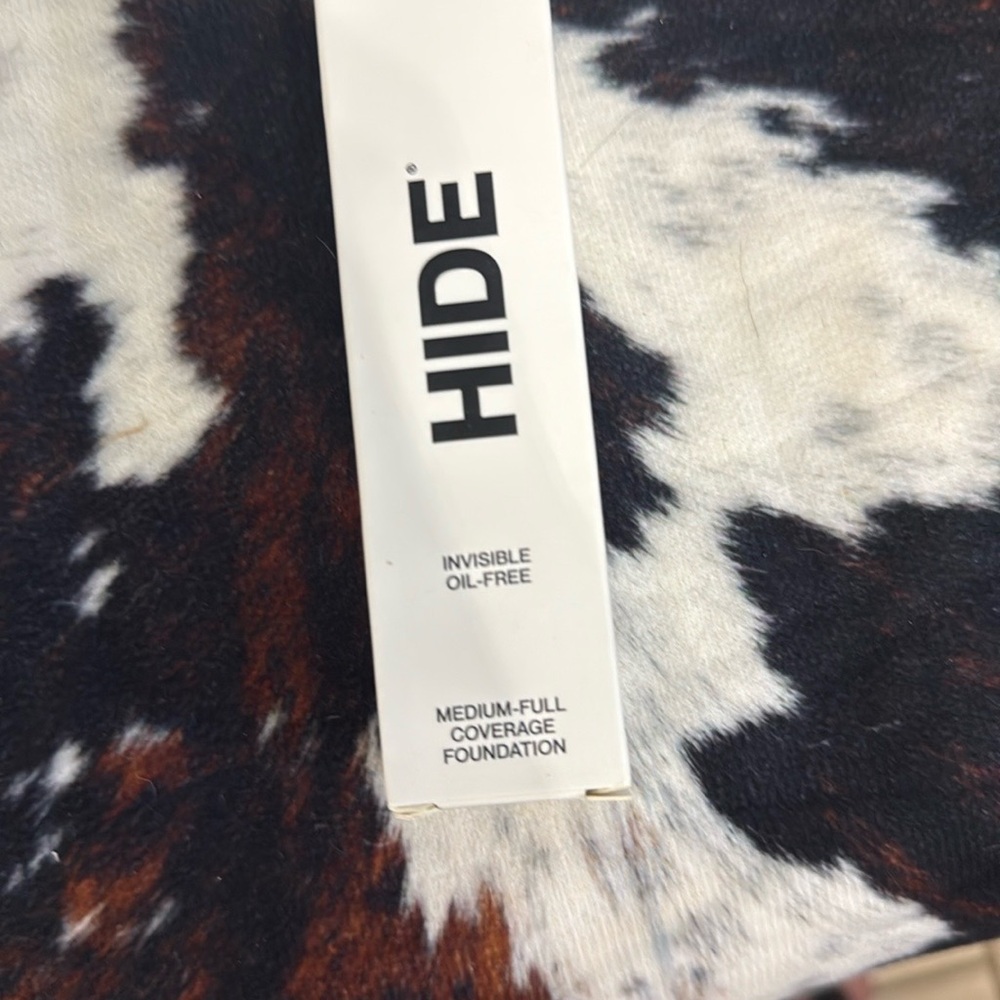 HIDE®
INVISIBLE
OIL-FREE
MEDIUM-FULL
COVERAGE
FOUNDATION